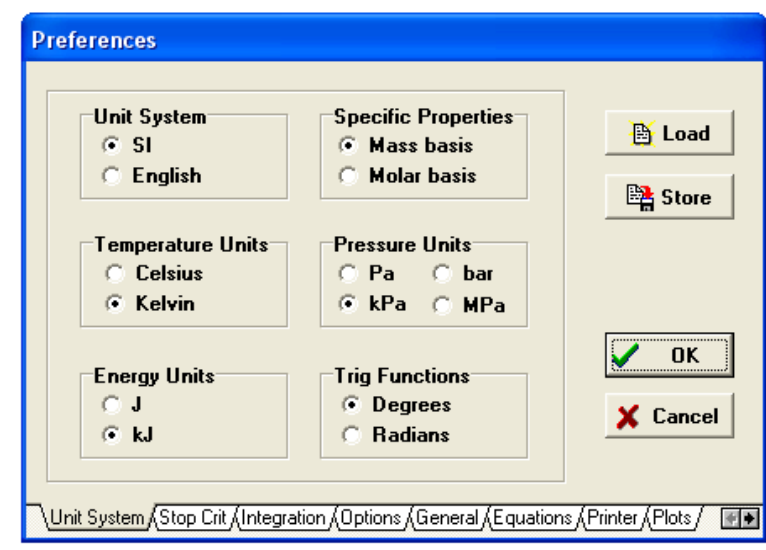 Preferences
Unit System
SI
English
Specific Properties
Mass basis
Molar basis
Temperature Units
Celsius
Kelvin
Pressure Units
Pa bar
kPa MPa
Energy Units
J
kJ
Trig Functions
Degrees
Radians
Load
Store
OK
Cancel
Unit System Stop Crit Integration Options General Equations Printer Plots